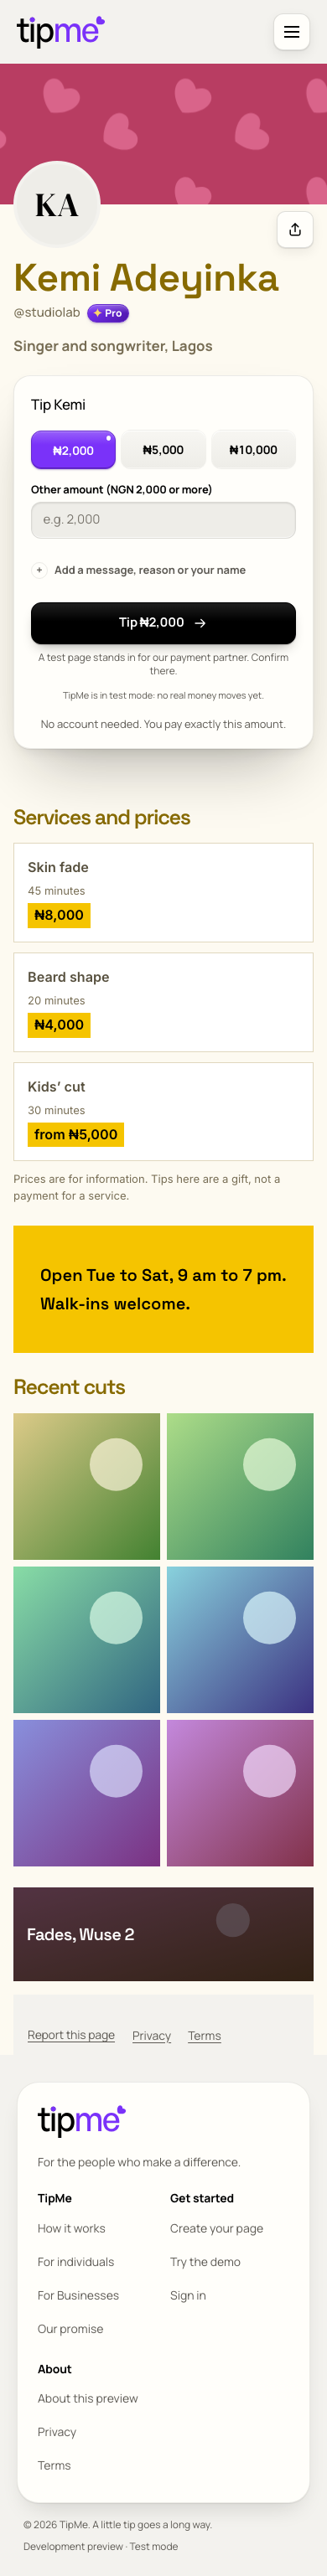 tipme
KA
Kemi Adeyinka
@studiolab ✦ Pro
Singer and songwriter, Lagos
Tip Kemi
₦2,000 ₦5,000 ₦10,000
Other amount (NGN 2,000 or more)
e.g. 2,000
+ Add a message, reason or your name
Tip ₦2,000 →
A test page stands in for our payment partner. Confirm
there.
TipMe is in test mode: no real money moves yet.
No account needed. You pay exactly this amount.
Services and prices
Skin fade
45 minutes
₦8,000
Beard shape
20 minutes
₦4,000
Kids’ cut
30 minutes
from ₦5,000
Prices are for information. Tips here are a gift, not a
payment for a service.
Open Tue to Sat, 9 am to 7 pm.
Walk-ins welcome.
Recent cuts
Fades, Wuse 2
Report this page Privacy Terms
tipme
For the people who make a difference.
TipMe
How it works
For individuals
For Businesses
Our promise
Get started
Create your page
Try the demo
Sign in
About
About this preview
Privacy
Terms
© 2026 TipMe. A little tip goes a long way.
Development preview · Test mode